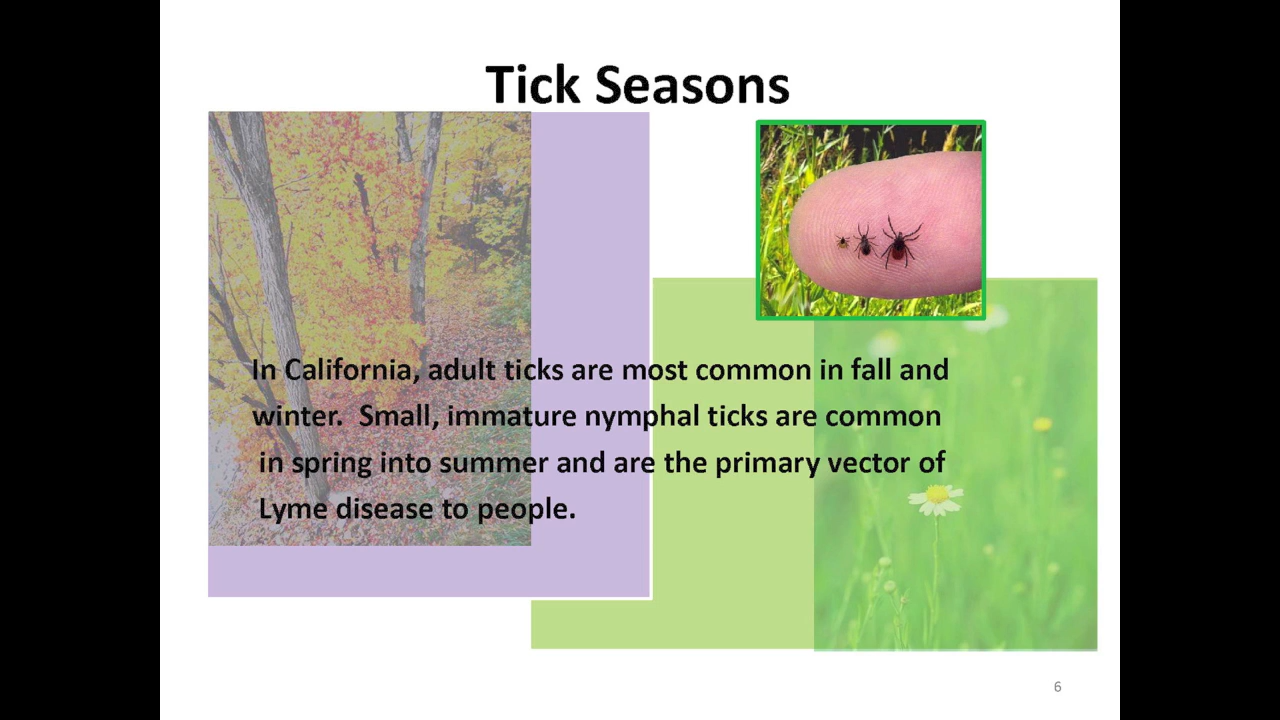 Tick Seasons
In California, adult ticks are most common in fall and
winter.  Small, immature nymphal ticks are common
in spring into summer and are the primary vector of
Lyme disease to people.
6